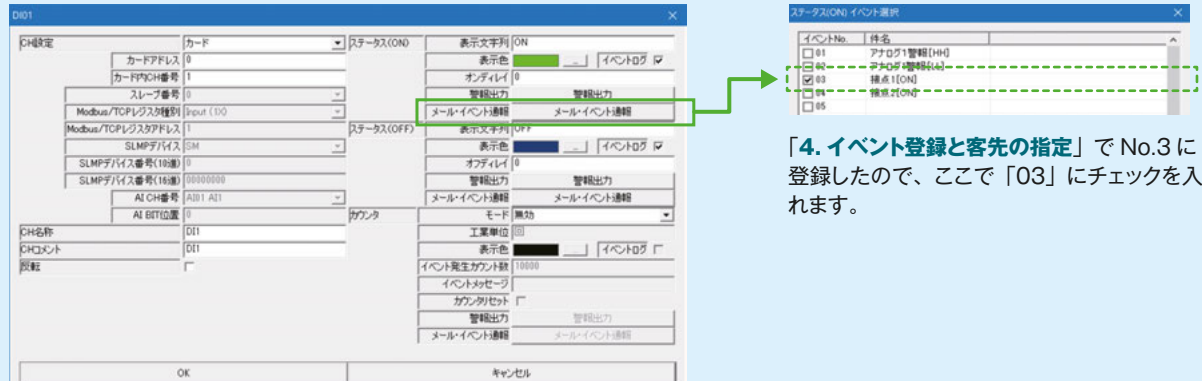 DI01
CH設定 カード ステータス(ON) 表示文字列 ON
カードアドレス 0 表示色 ... イベントログ
カード内CH番号 1 オンディレイ 0
スレーブ番号 0 警報出力 警報出力
Modbus/TCPレジスタ種別 Input (1X) メール・イベント通報 メール・イベント通報
Modbus/TCPレジスタアドレス 1 ステータス(OFF) 表示文字列 OFF
SLMPデバイス SM 表示色 ... イベントログ
SLMPデバイス番号(10進) 0 オフディレイ 0
SLMPデバイス番号(16進) 00000000 警報出力 警報出力
AI CH番号 AI01 AI1 メール・イベント通報 メール・イベント通報
AI BIT位置 0 カウンタ モード 無効
CH名称 DI1 工業単位 回
CHコメント DI1 表示色 ... イベントログ
反転 イベント発生カウント数 10000
イベントメッセージ
カウンタリセット
警報出力 警報出力
メール・イベント通報 メール・イベント通報
OK キャンセル
ステータス(ON) イベント選択
イベントNo. 件名
01 アナログ1警報[HH]
02 アナログ1警報[LL]
03 接点1[ON]
04 接点2[ON]
05
「4. イベント登録と客先の指定」で No.3 に
登録したので、ここで「03」にチェックを入
れます。